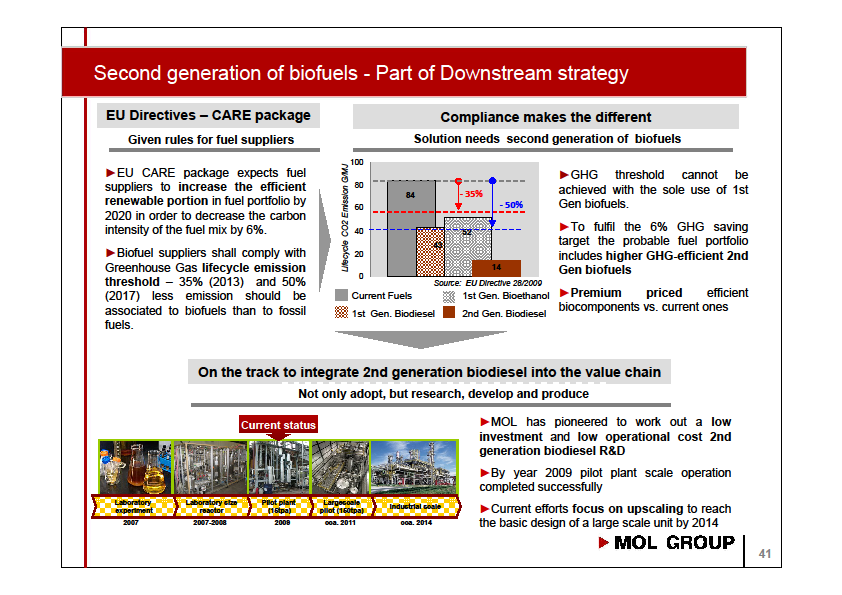 Second generation of biofuels - Part of Downstream strategy
EU Directives – CARE package
Given rules for fuel suppliers
►EU CARE package expects fuel
suppliers to increase the efficient
renewable portion in fuel portfolio by
2020 in order to decrease the carbon
intensity of the fuel mix by 6%.
►Biofuel suppliers shall comply with
Greenhouse Gas lifecycle emission
threshold – 35% (2013) and 50%
(2017) less emission should be
associated to biofuels than to fossil
fuels.
Compliance makes the different
Solution needs second generation of biofuels
Lifecycle CO2 Emission G/MJ
100
80
60
40
20
0
84
43
52
14
- 35%
- 50%
Source: EU Directive 28/2009
Current Fuels
1st Gen. Bioethanol
1st Gen. Biodiesel
2nd Gen. Biodiesel
►GHG threshold cannot be
achieved with the sole use of 1st
Gen biofuels.
►To fulfil the 6% GHG saving
target the probable fuel portfolio
includes higher GHG-efficient 2nd
Gen biofuels
►Premium priced efficient
biocomponents vs. current ones
On the track to integrate 2nd generation biodiesel into the value chain
Not only adopt, but research, develop and produce
Current status
Laboratory
experiment
Laboratory size
reactor
Pilot plant
(15tpa)
Largescale
pilot (150tpa)
Industrial scale
2007
2007-2008
2009
cca. 2011
cca. 2014
►MOL has pioneered to work out a low
investment and low operational cost 2nd
generation biodiesel R&D
►By year 2009 pilot plant scale operation
completed successfully
►Current efforts focus on upscaling to reach
the basic design of a large scale unit by 2014
MOL GROUP
41